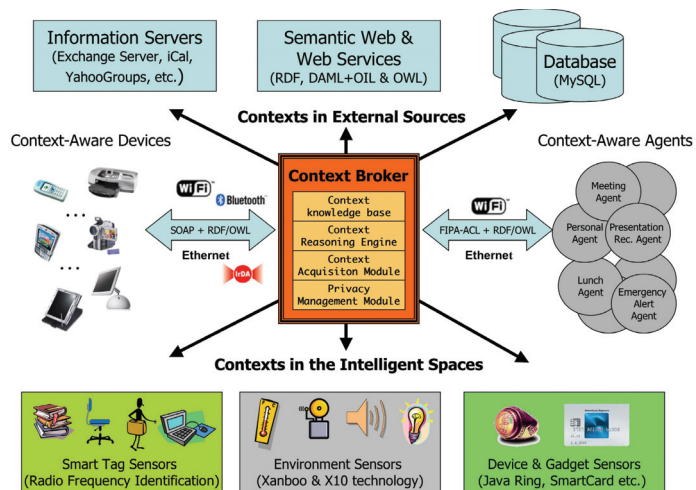 Information Servers
(Exchange Server, iCal,
YahooGroups, etc.)
Semantic Web &
Web Services
(RDF, DAML+OIL & OWL)
Database
(MySQL)
Contexts in External Sources
Context-Aware Devices
Context-Aware Agents
Context Broker
Context
knowledge base
Context
Reasoning Engine
Context
Acquisiton Module
Privacy
Management Module
WiFi
Bluetooth
SOAP + RDF/OWL
Ethernet
IrDA
WiFi
FIPA-ACL + RDF/OWL
Ethernet
Meeting
Agent
Personal
Agent
Presentation
Rec. Agent
Lunch
Agent
Emergency
Alert
Agent
Contexts in the Intelligent Spaces
Smart Tag Sensors
(Radio Frequency Identification)
Environment Sensors
(Xanboo & X10 technology)
Device & Gadget Sensors
(Java Ring, SmartCard etc.)